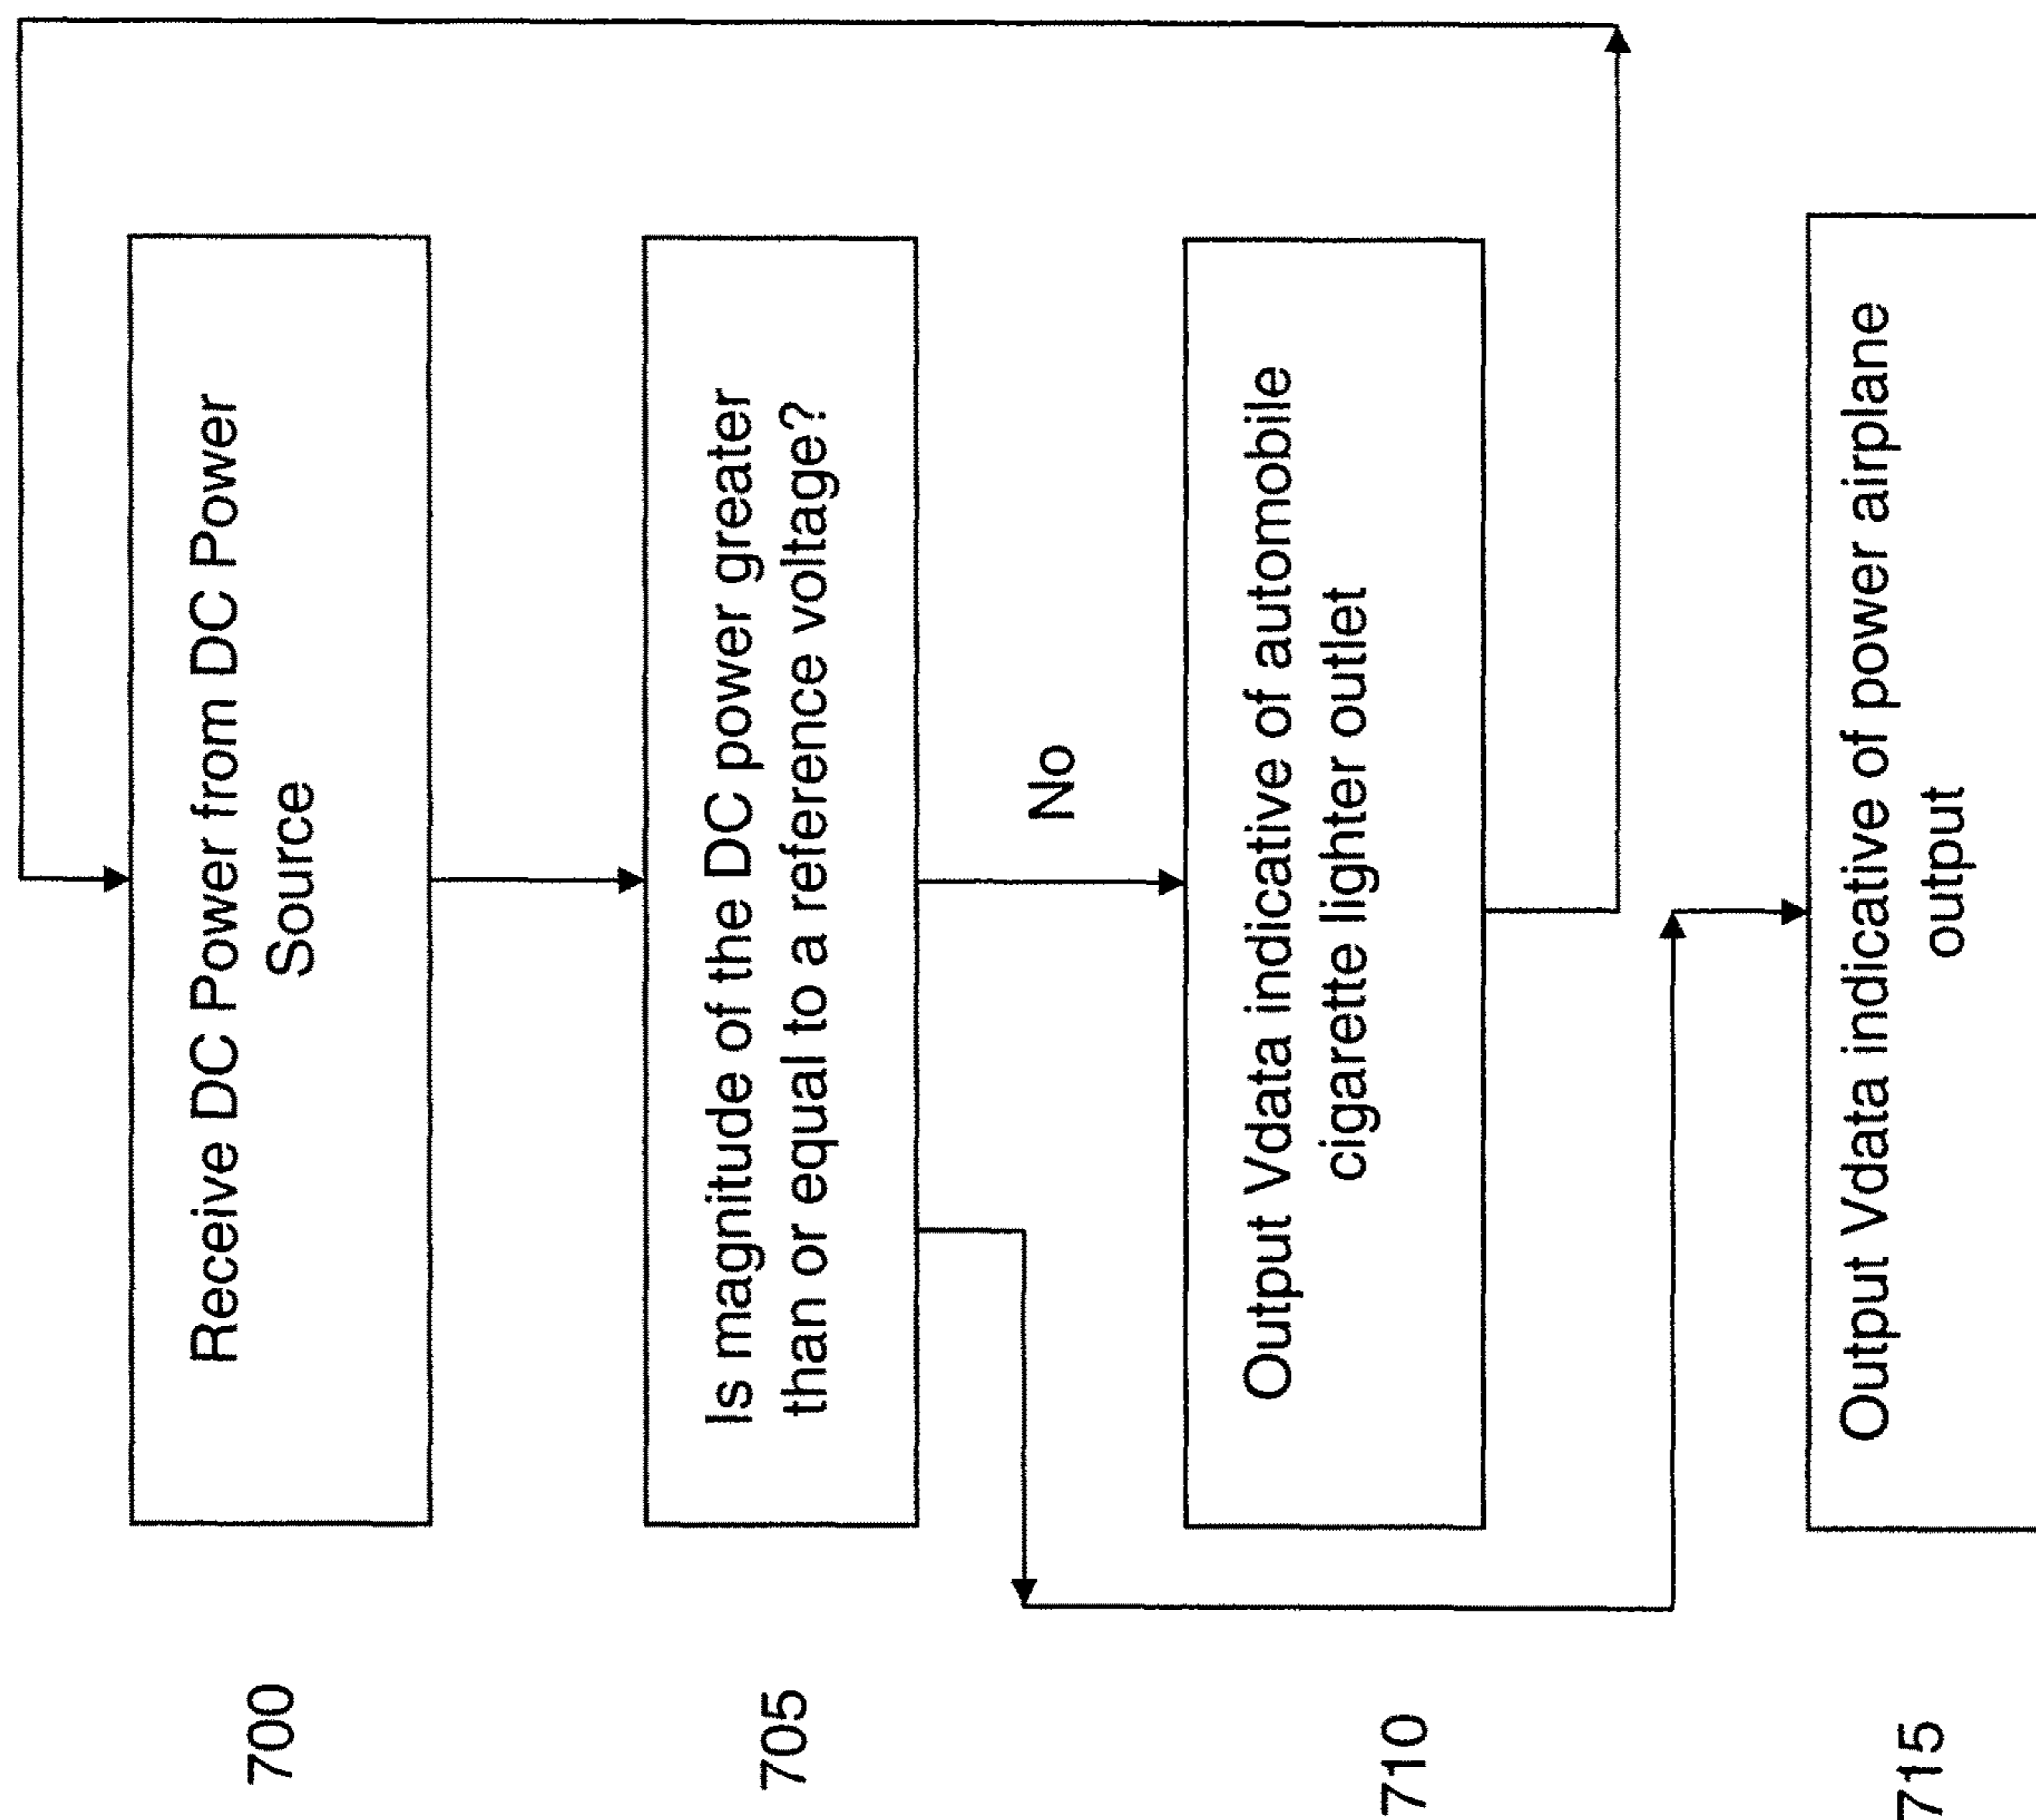 700
Receive DC Power from DC Power
Source
705
Is magnitude of the DC power greater
than or equal to a reference voltage?
No
710
Output Vdata indicative of automobile
cigarette lighter outlet
715
Output Vdata indicative of power airplane
output